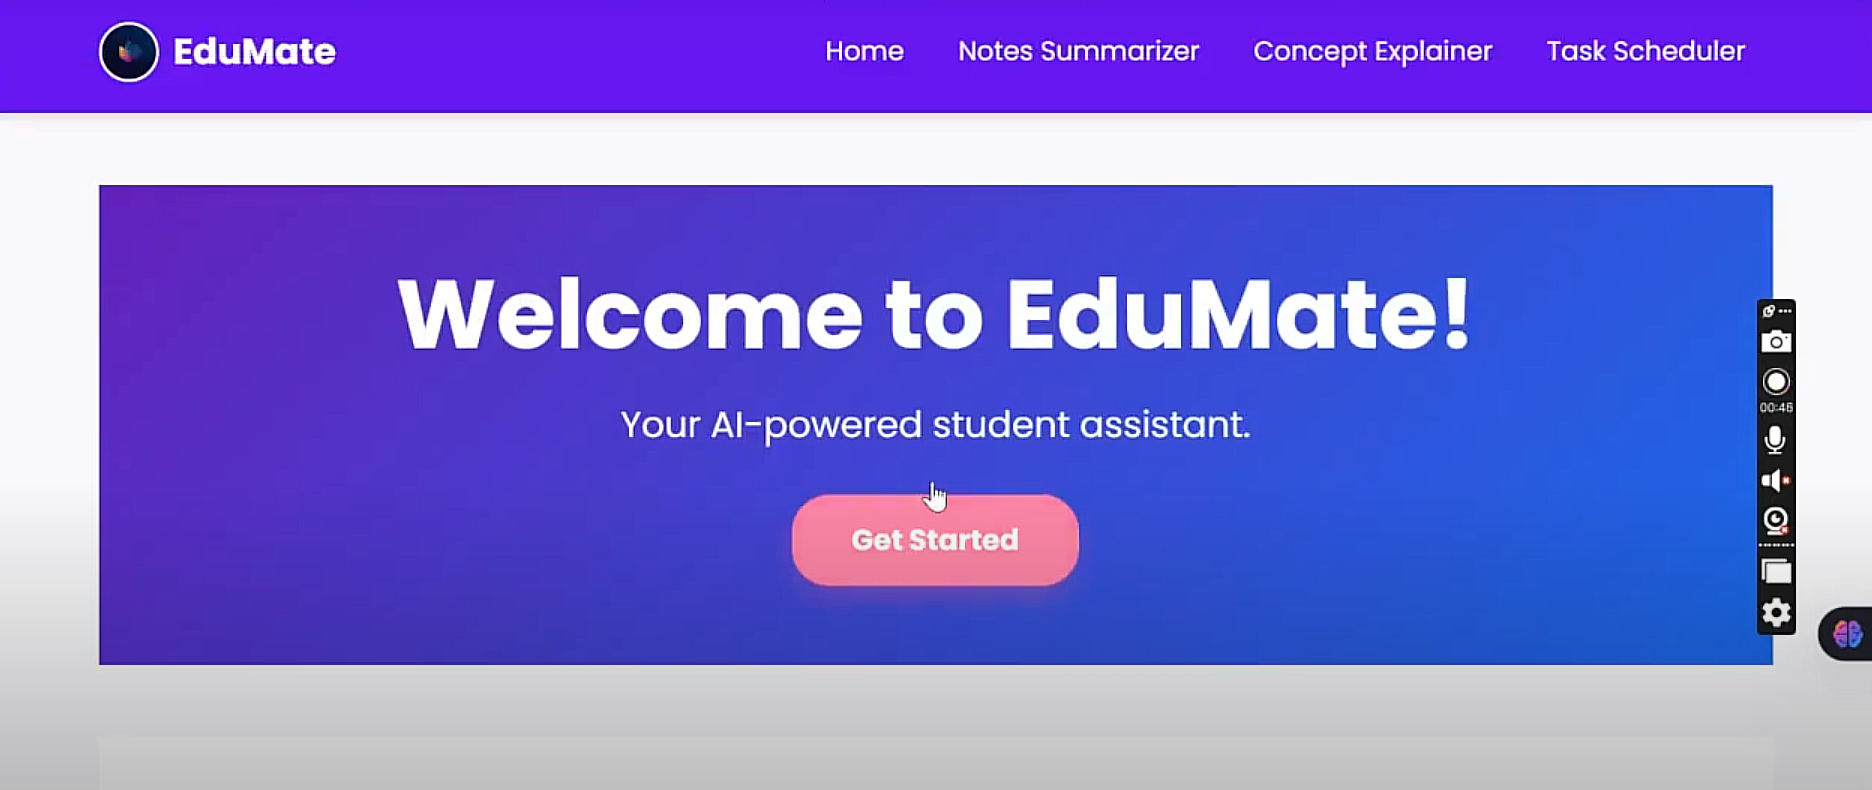 EduMate
Home Notes Summarizer Concept Explainer Task Scheduler
Welcome to EduMate!
Your AI-powered student assistant.
Get Started
00:46